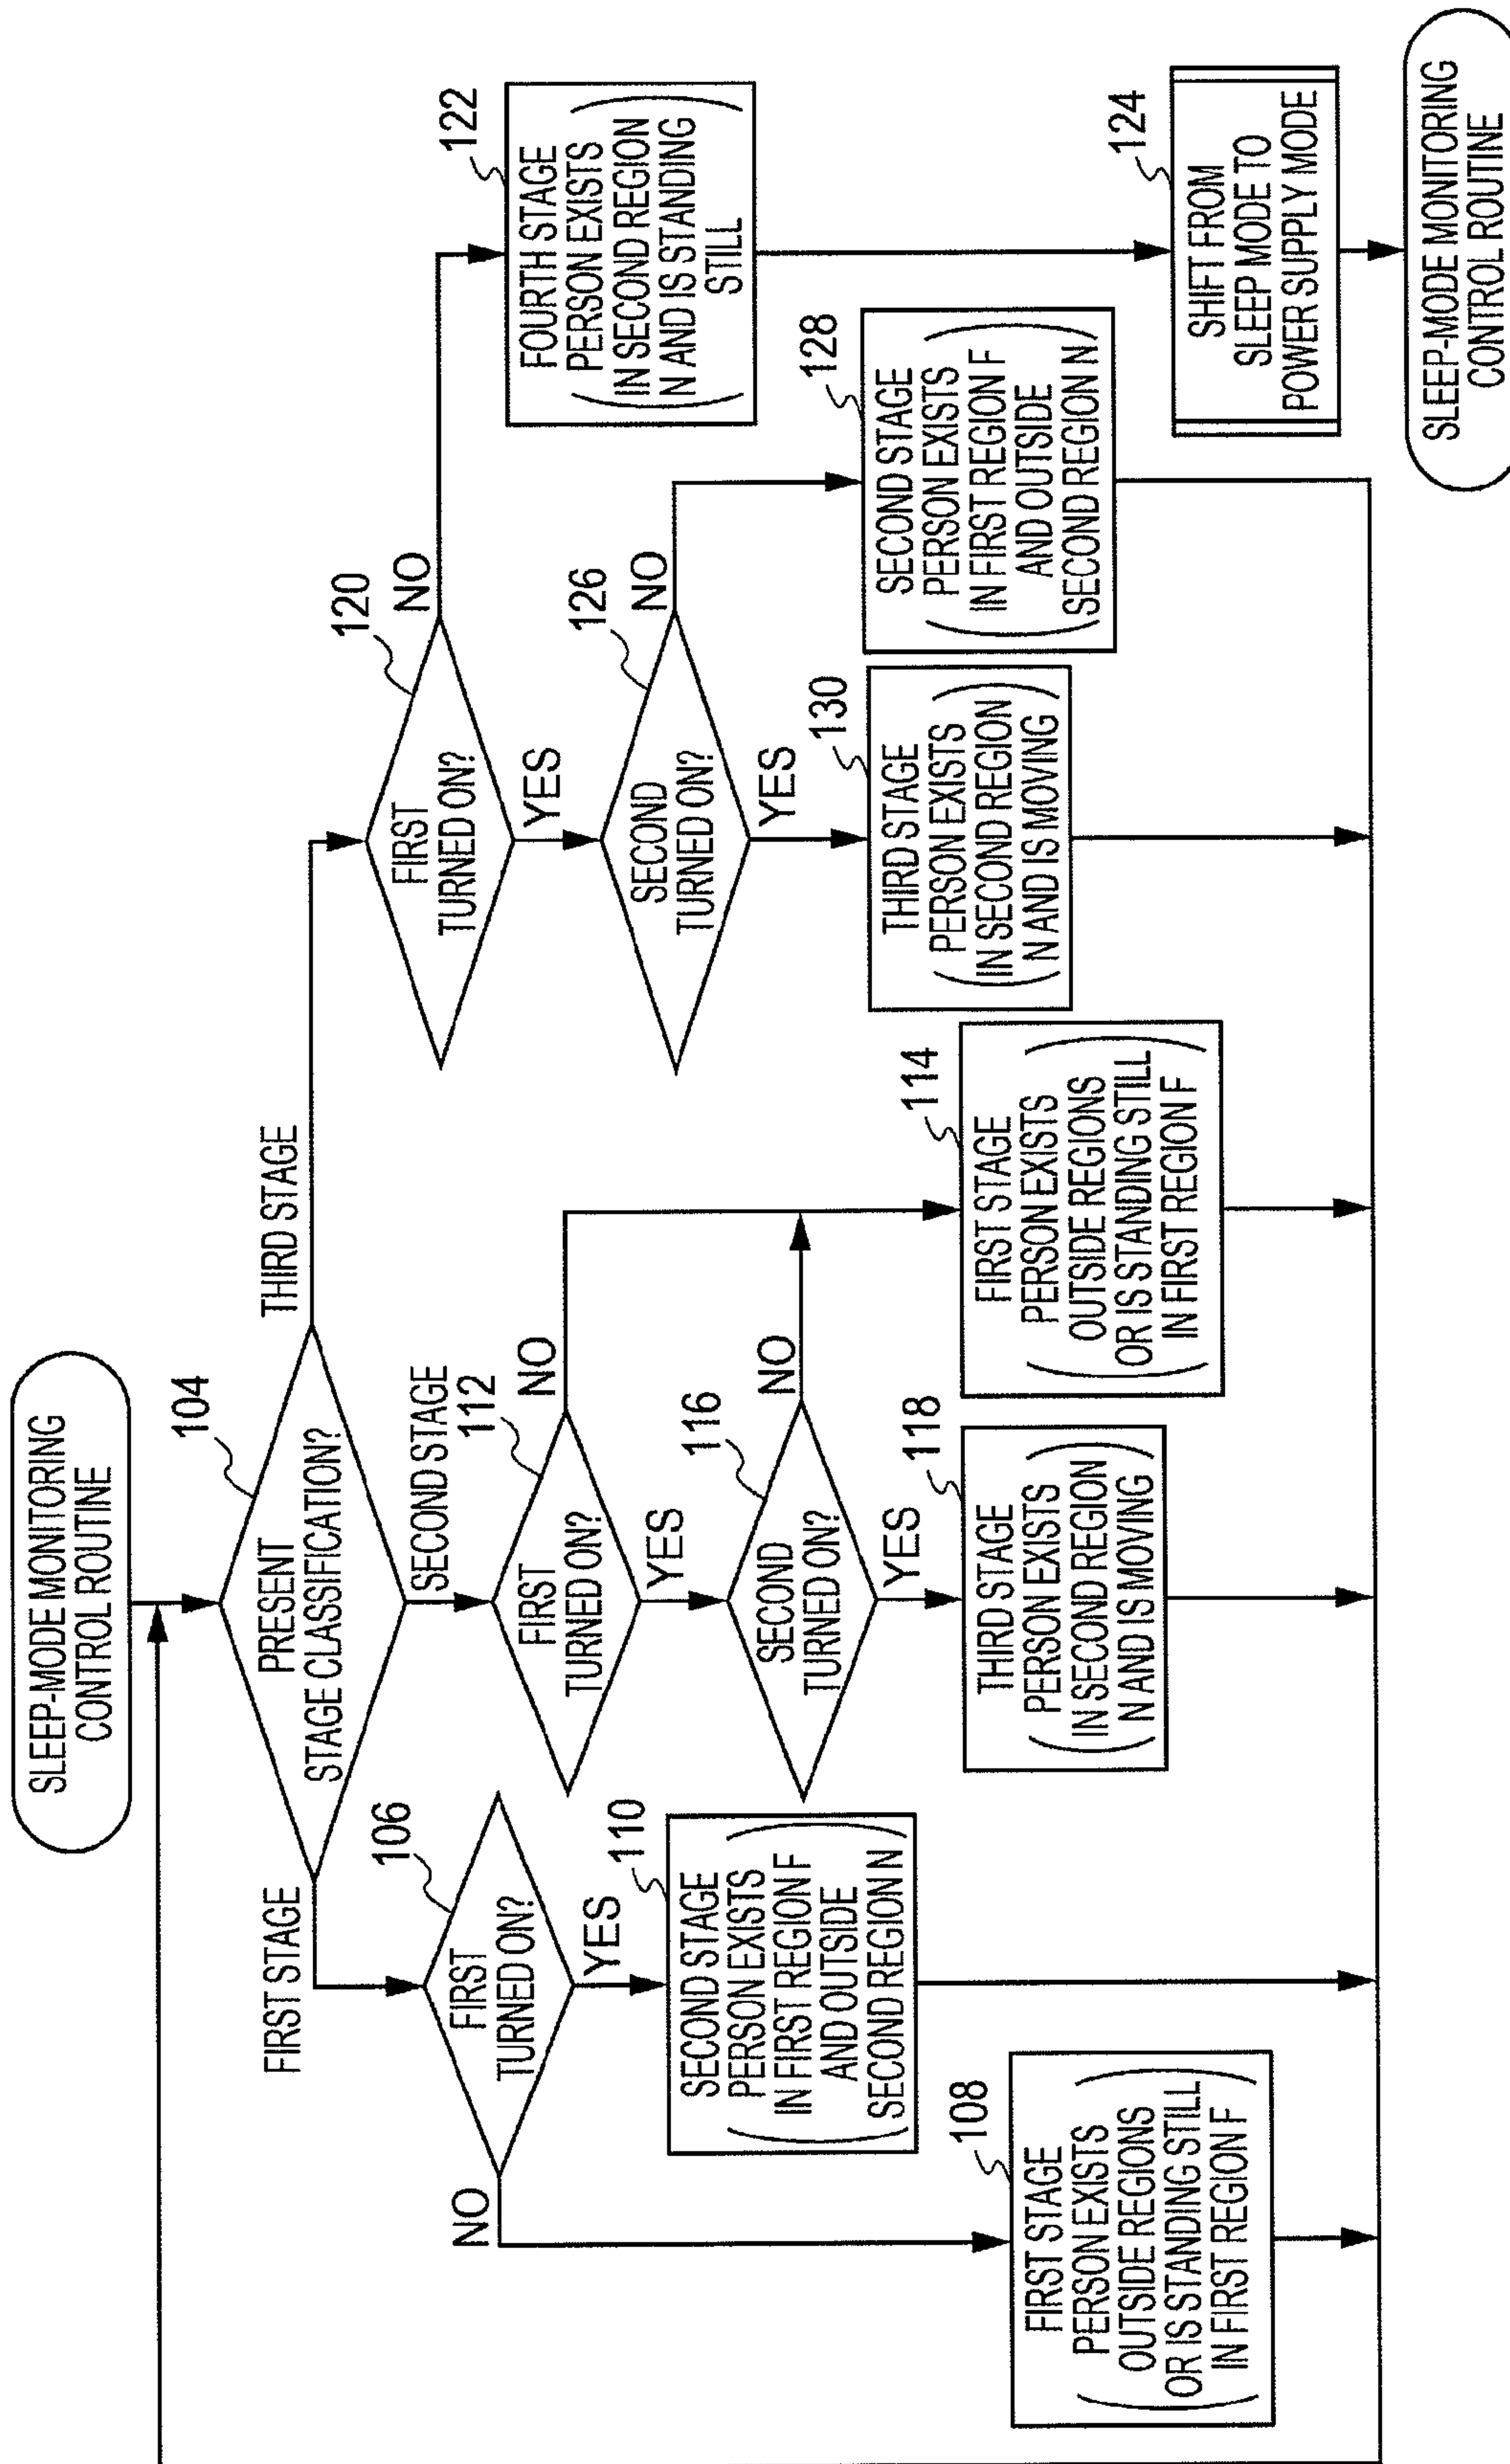 SLEEP-MODE MONITORING
CONTROL ROUTINE
104
PRESENT
STAGE CLASSIFICATION?
FIRST STAGE
SECOND STAGE
THIRD STAGE
106
FIRST
TURNED ON?
NO
YES
108
FIRST STAGE
PERSON EXISTS
OUTSIDE REGIONS
OR IS STANDING STILL
IN FIRST REGION F
110
SECOND STAGE
PERSON EXISTS
IN FIRST REGION F
AND OUTSIDE
SECOND REGION N
112
FIRST
TURNED ON?
NO
YES
116
SECOND
TURNED ON?
NO
YES
118
THIRD STAGE
PERSON EXISTS
IN SECOND REGION
N AND IS MOVING
114
FIRST STAGE
PERSON EXISTS
OUTSIDE REGIONS
OR IS STANDING STILL
IN FIRST REGION F
120
FIRST
TURNED ON?
NO
YES
126
SECOND
TURNED ON?
NO
YES
130
THIRD STAGE
PERSON EXISTS
IN SECOND REGION
N AND IS MOVING
128
SECOND STAGE
PERSON EXISTS
IN FIRST REGION F
AND OUTSIDE
SECOND REGION N
122
FOURTH STAGE
PERSON EXISTS
IN SECOND REGION
N AND IS STANDING
STILL
124
SHIFT FROM
SLEEP MODE TO
POWER SUPPLY MODE
SLEEP-MODE MONITORING
CONTROL ROUTINE